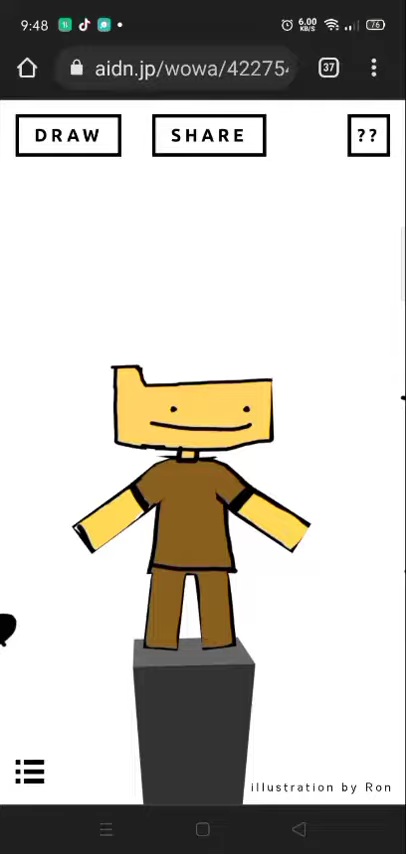 9:48
6.00
KB/S
76
aidn.jp/wowa/42275
37
DRAW
SHARE
??
illustration by Ron